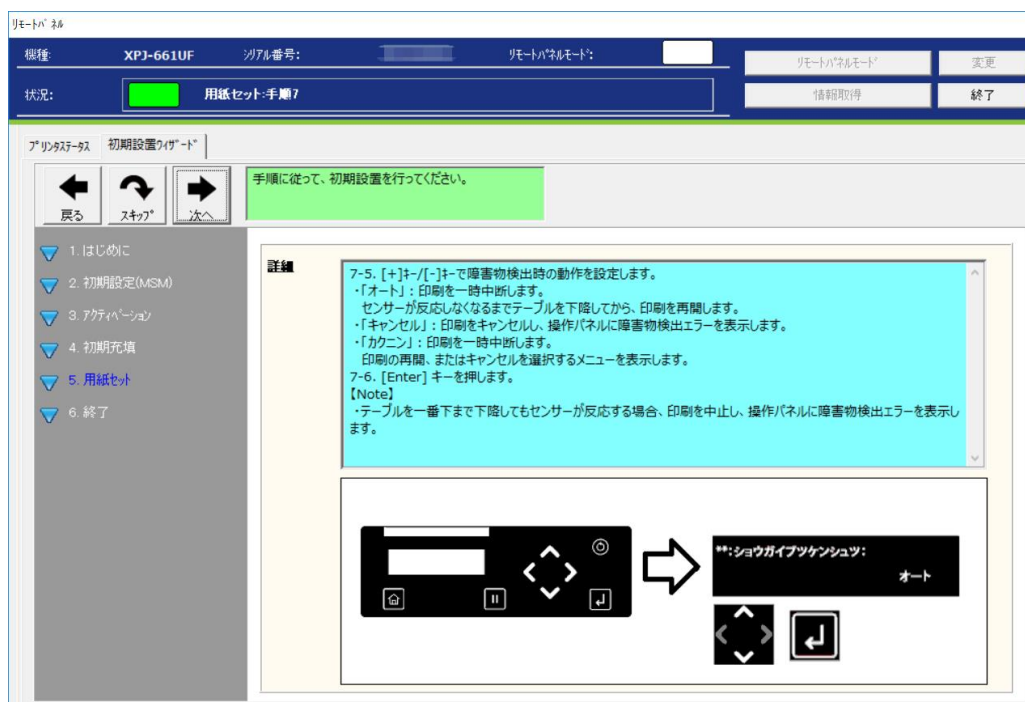 リモートパネル
機種: XPJ-661UF シリアル番号: リモートパネルモード:
リモートパネルモード 変更
状況: 用紙セット:手順7
情報取得 終了
プリンタステータス 初期設置ウィザード
戻る スキップ 次へ
手順に従って、初期設置を行ってください。
1. はじめに
2. 初期設定(MSM)
3. アクティベーション
4. 初期充填
5. 用紙セット
6. 終了
詳細
7-5. [+]キー/[-]キーで障害物検出時の動作を設定します。
・「オート」：印刷を一時中断します。
センサーが反応しなくなるまでテーブルを下降してから、印刷を再開します。
・「キャンセル」：印刷をキャンセルし、操作パネルに障害物検出エラーを表示します。
・「カクニン」：印刷を一時中断します。
印刷の再開、またはキャンセルを選択するメニューを表示します。
7-6. [Enter] キーを押します。
【Note】
・テーブルを一番下まで下降してもセンサーが反応する場合、印刷を中止し、操作パネルに障害物検出エラーを表示し
ます。
**:ショウガイブツケンシュツ:
オート